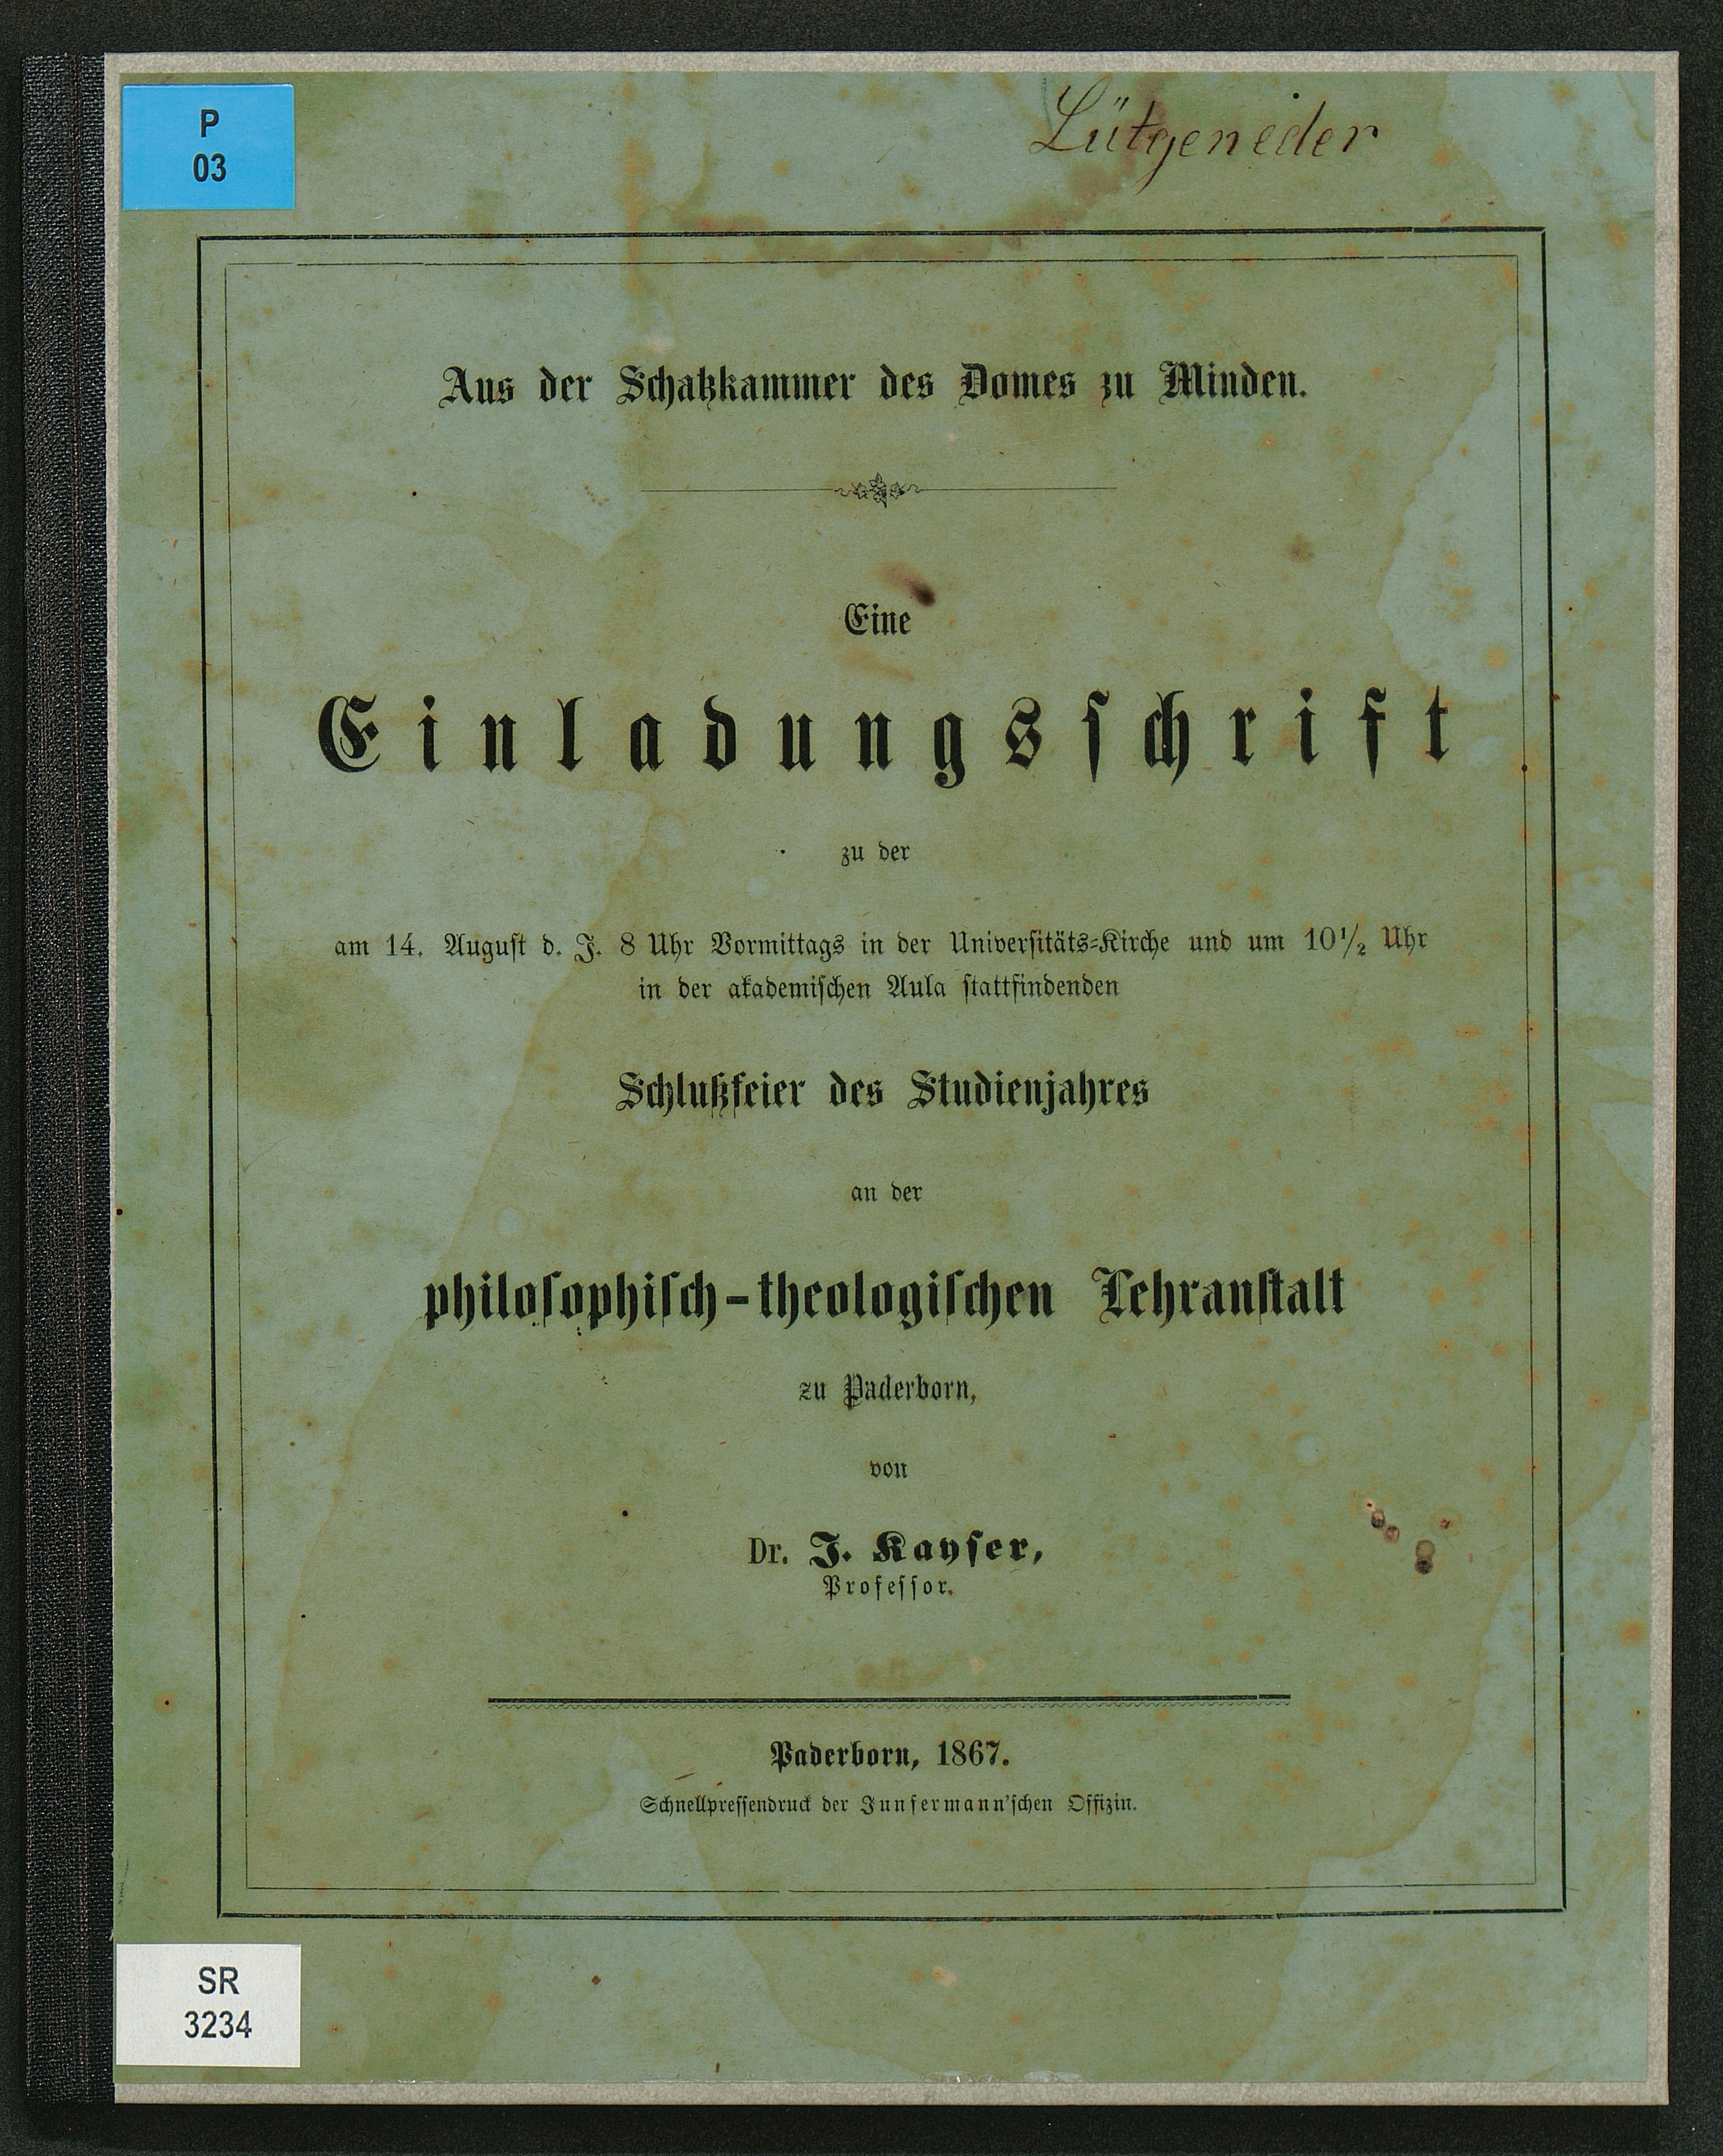 P
03
Lütgeneder
Aus der Schatzkammer des Domes zu Minden.
Eine
Einladungsschrift
zu der
am 14. August d. J. 8 Uhr Vormittags in der Universitäts-Kirche und um 10½ Uhr
in der akademischen Aula stattfindenden
Schlußfeier des Studienjahres
an der
philosophisch-theologischen Lehranstalt
zu Paderborn,
von
Dr. J. Kayser,
Professor.
Paderborn, 1867.
Schnellpressendruck der Junfermann'schen Offizin.
SR
3234